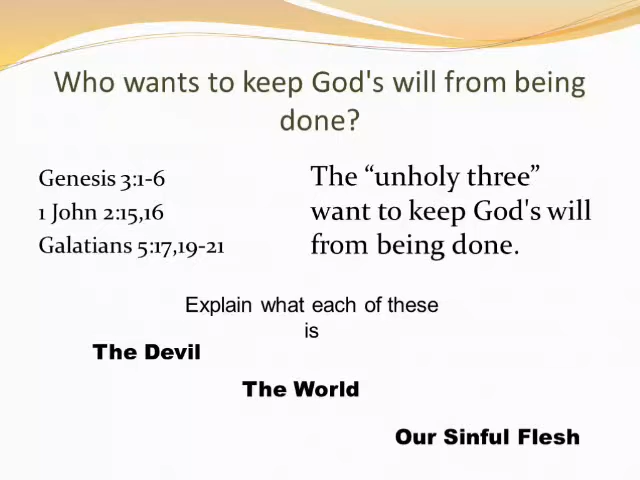 Who wants to keep God's will from being
done?
Genesis 3:1-6
1 John 2:15,16
Galatians 5:17,19-21
The “unholy three”
want to keep God's will
from being done.
Explain what each of these
is
The Devil
The World
Our Sinful Flesh